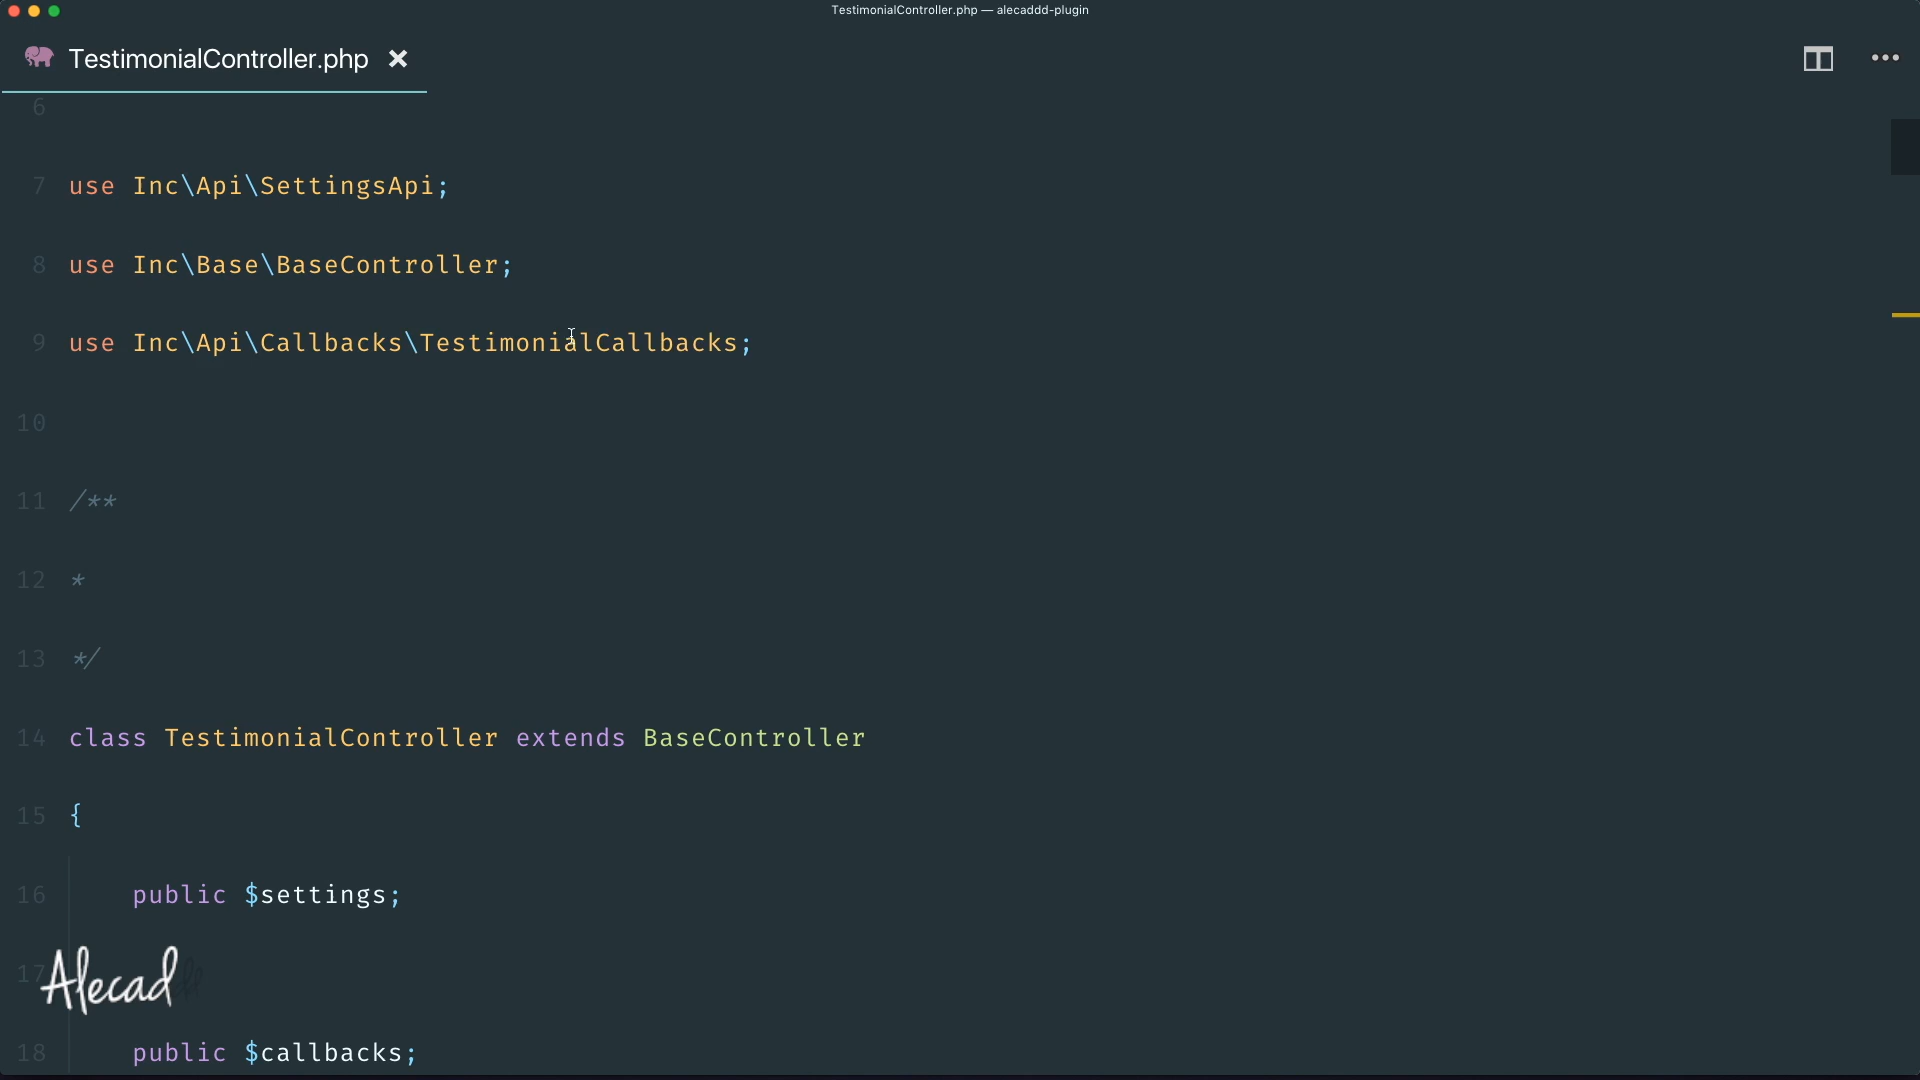 TestimonialController.php — alecaddd-plugin
TestimonialController.php
6
7 use Inc\Api\SettingsApi;
8 use Inc\Base\BaseController;
9 use Inc\Api\Callbacks\TestimonialCallbacks;
10
11 /**
12 *
13 */
14 class TestimonialController extends BaseController
15 {
16 public $settings;
17
Alecad
18 public $callbacks;